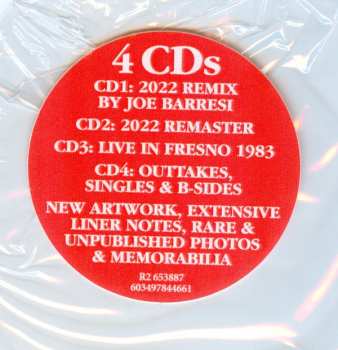 4 CDs
CD1: 2022 REMIX
BY JOE BARRESI
CD2: 2022 REMASTER
CD3: LIVE IN FRESNO 1983
CD4: OUTTAKES,
SINGLES & B-SIDES
NEW ARTWORK, EXTENSIVE
LINER NOTES, RARE &
UNPUBLISHED PHOTOS
& MEMORABILIA
R2 653887
603497844661